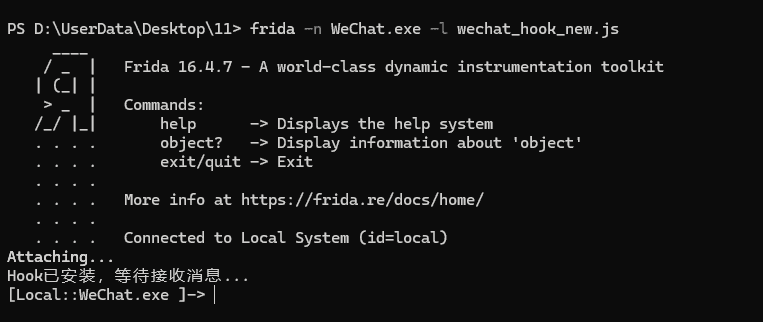 PS D:\UserData\Desktop\11> frida -n WeChat.exe -l wechat_hook_new.js
     ____
    / _  |   Frida 16.4.7 - A world-class dynamic instrumentation toolkit
   | (_| |
    > _  |   Commands:
   /_/ |_|       help      -> Displays the help system
   . . . .       object?   -> Display information about 'object'
   . . . .       exit/quit -> Exit
   . . . .
   . . . .   More info at https://frida.re/docs/home/
   . . . .
   . . . .   Connected to Local System (id=local)
Attaching...
Hook已安装，等待接收消息...
[Local::WeChat.exe ]->